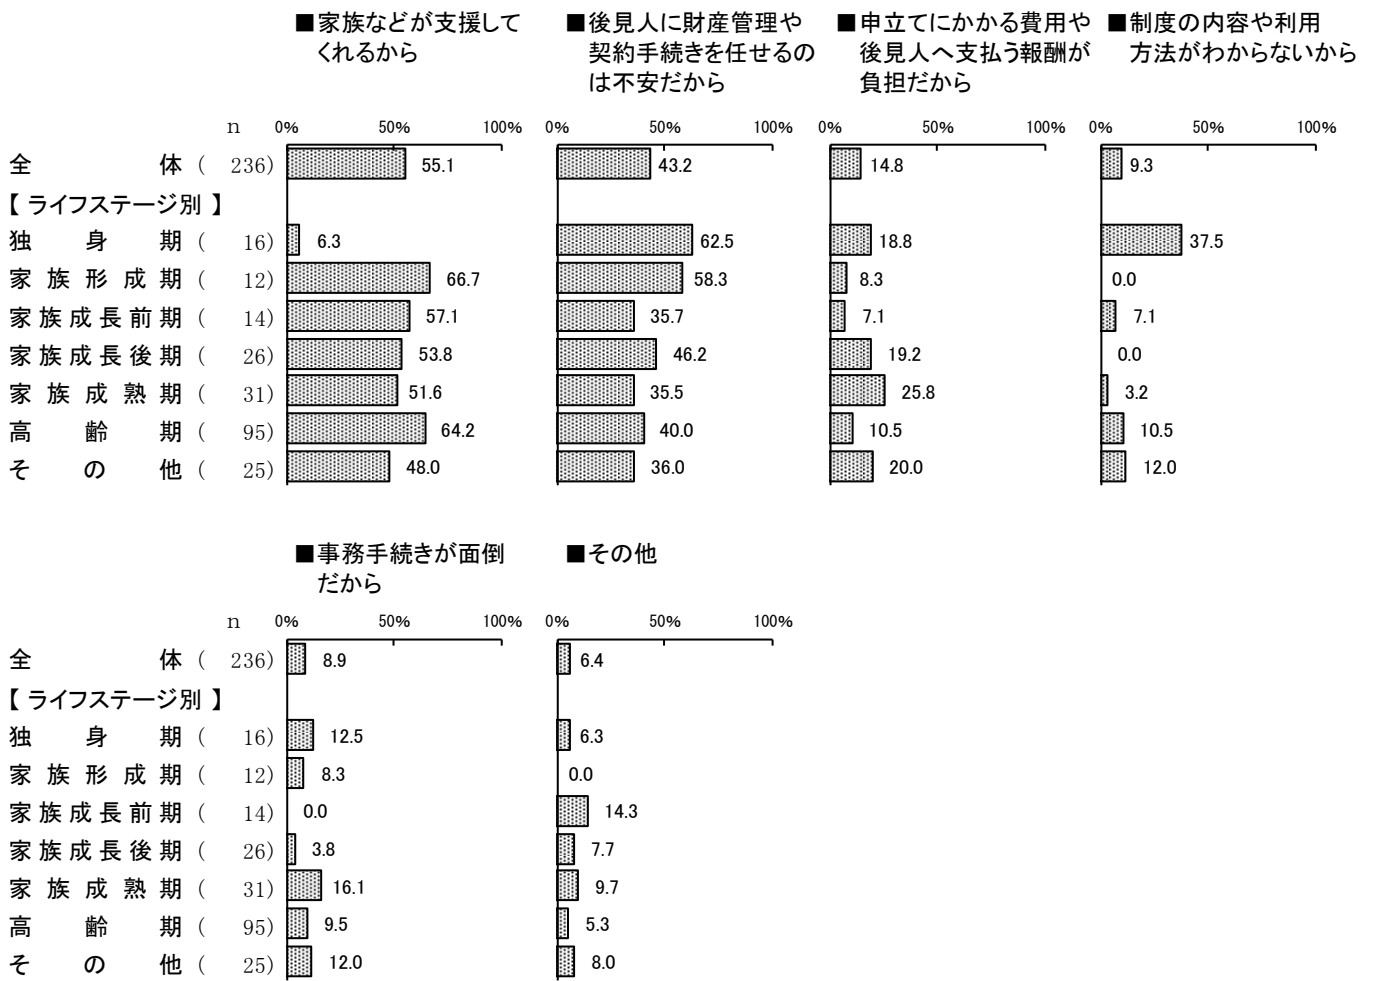 ■家族などが支援して ■後見人に財産管理や ■申立てにかかる費用や ■制度の内容や利用
くれるから 契約手続きを任せるの 後見人へ支払う報酬が 方法がわからないから
は不安だから 負担だから
n 0% 50% 100% 0% 50% 100% 0% 50% 100% 0% 50% 100%
全体 ( 236) 55.1 43.2 14.8 9.3
【 ライフステージ別 】
独身期 ( 16) 6.3 62.5 18.8 37.5
家族形成期 ( 12) 66.7 58.3 8.3 0.0
家族成長前期 ( 14) 57.1 35.7 7.1 7.1
家族成長後期 ( 26) 53.8 46.2 19.2 0.0
家族成熟期 ( 31) 51.6 35.5 25.8 3.2
高齢期 ( 95) 64.2 40.0 10.5 10.5
その他 ( 25) 48.0 36.0 20.0 12.0
■事務手続きが面倒 ■その他
だから
n 0% 50% 100% 0% 50% 100%
全体 ( 236) 8.9 6.4
【 ライフステージ別 】
独身期 ( 16) 12.5 6.3
家族形成期 ( 12) 8.3 0.0
家族成長前期 ( 14) 0.0 14.3
家族成長後期 ( 26) 3.8 7.7
家族成熟期 ( 31) 16.1 9.7
高齢期 ( 95) 9.5 5.3
その他 ( 25) 12.0 8.0